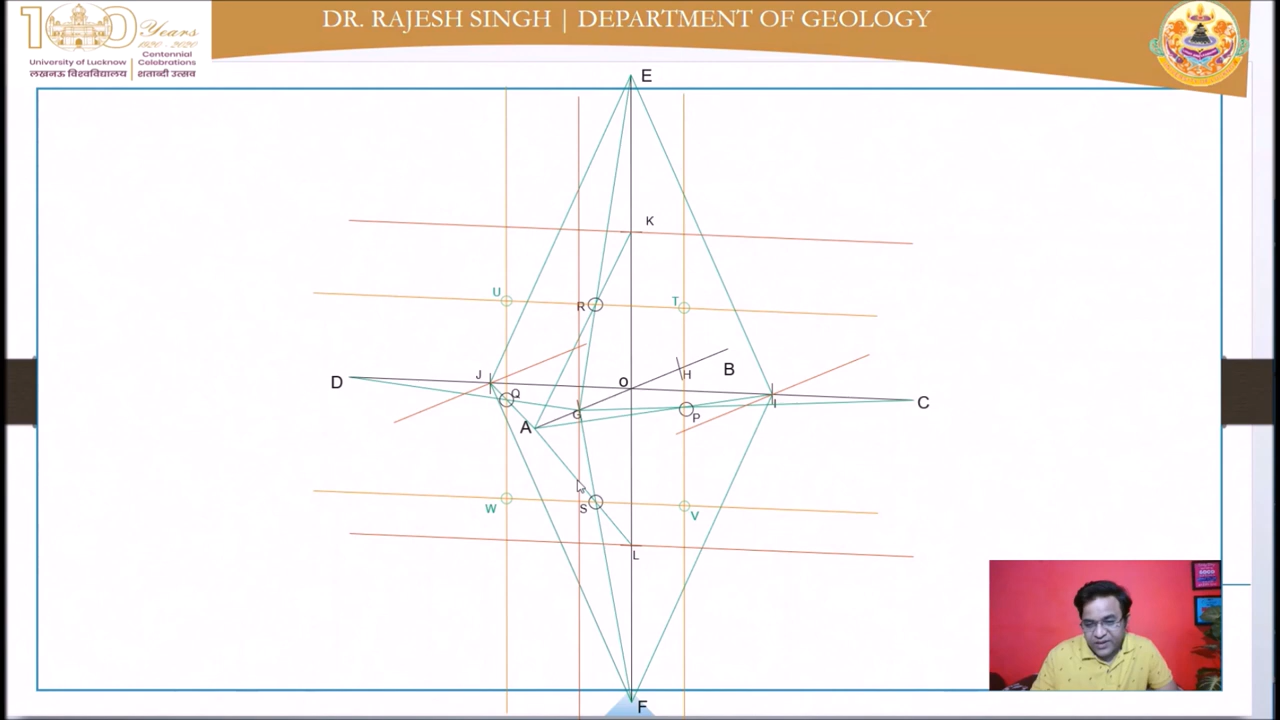 DR. RAJESH SINGH | DEPARTMENT OF GEOLOGY
100 Years
1920 - 2020
University of Lucknow
Centennial
Celebrations
लखनऊ विश्वविद्यालय
शताब्दी उत्सव
E
K
U
R
T
D
J
Q
O
H
B
I
C
G
P
A
W
S
V
L
F